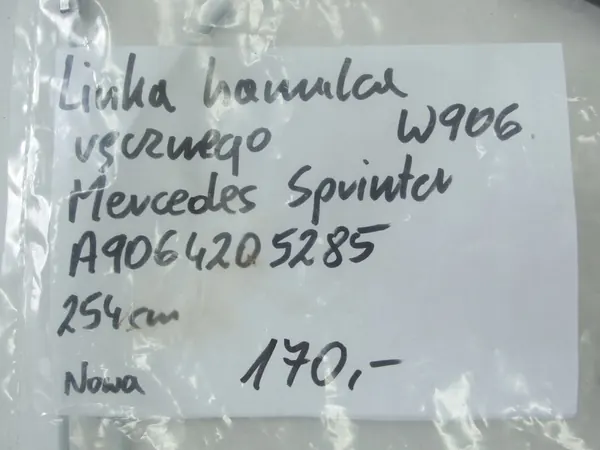 Linka hamulca
ręcznego W906
Mercedes Sprinter
A9064205285
254cm
Nowa 170,-